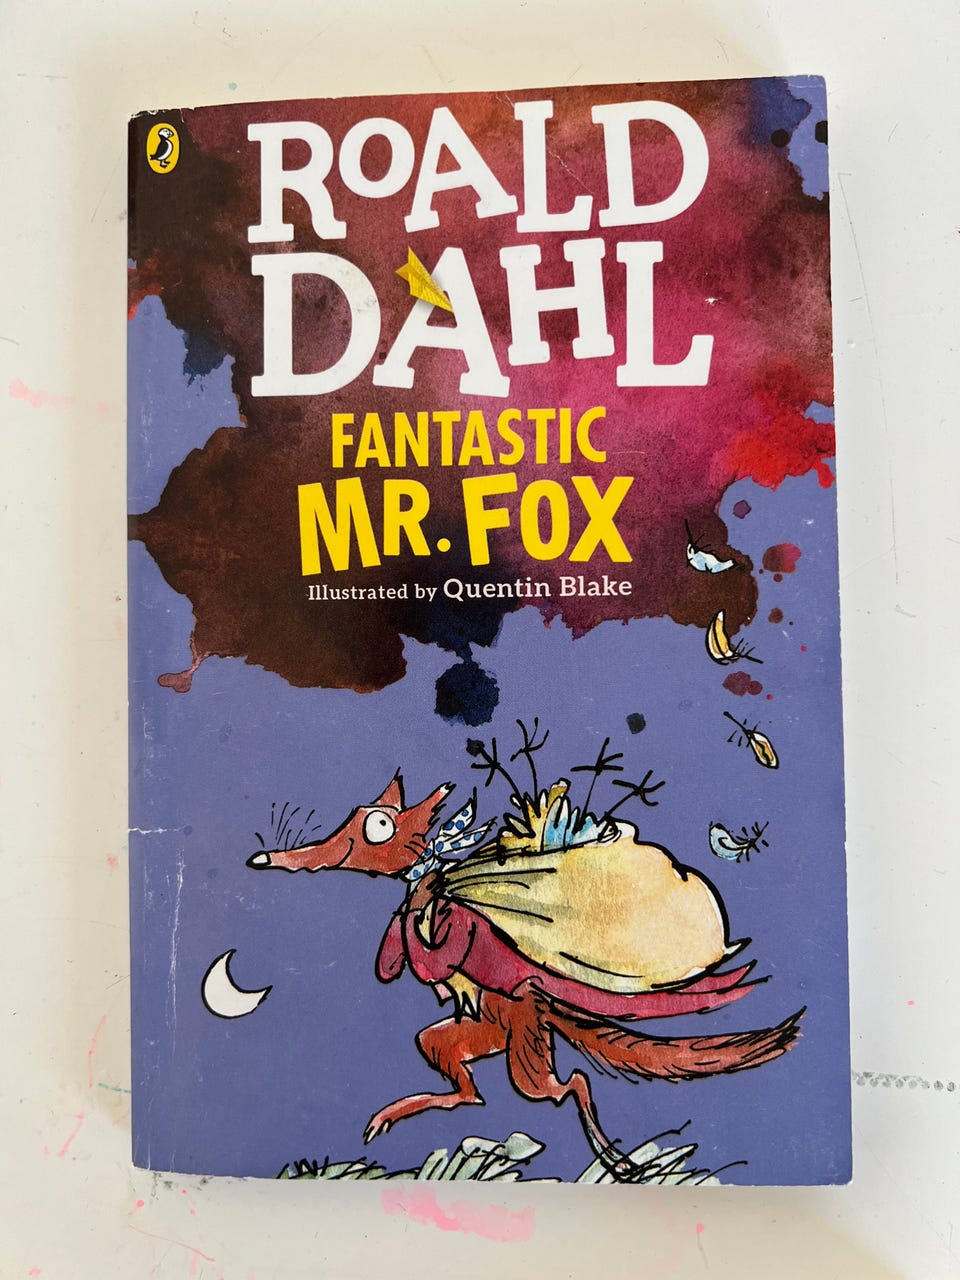 ROALD
DAHL
FANTASTIC
MR. FOX
Illustrated by Quentin Blake